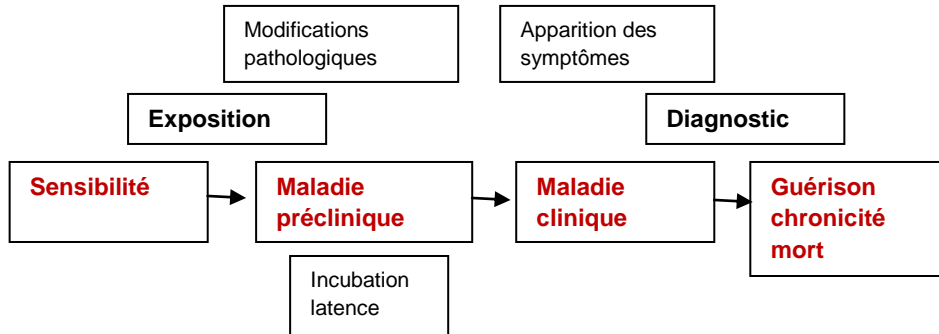 Modifications
pathologiques
Apparition des
symptômes
Exposition
Diagnostic
Sensibilité
Maladie
préclinique
Maladie
clinique
Guérison
chronicité
mort
Incubation
latence